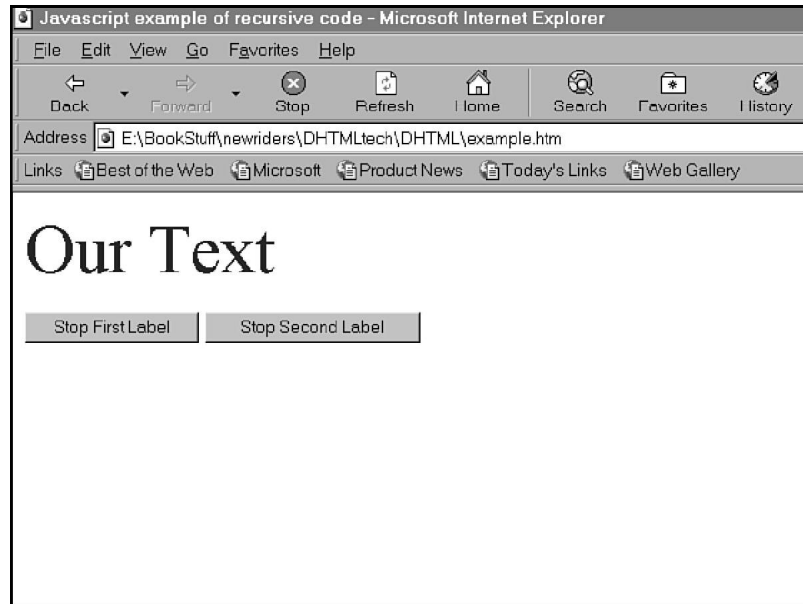 Javascript example of recursive code - Microsoft Internet Explorer
File Edit View Go Favorites Help
Back Forward Stop Refresh Home Search Favorites History
Address E:\BookStuff\newriders\DHTMLtech\DHTML\example.htm
Links Best of the Web Microsoft Product News Today's Links Web Gallery
Our Text
Stop First Label Stop Second Label